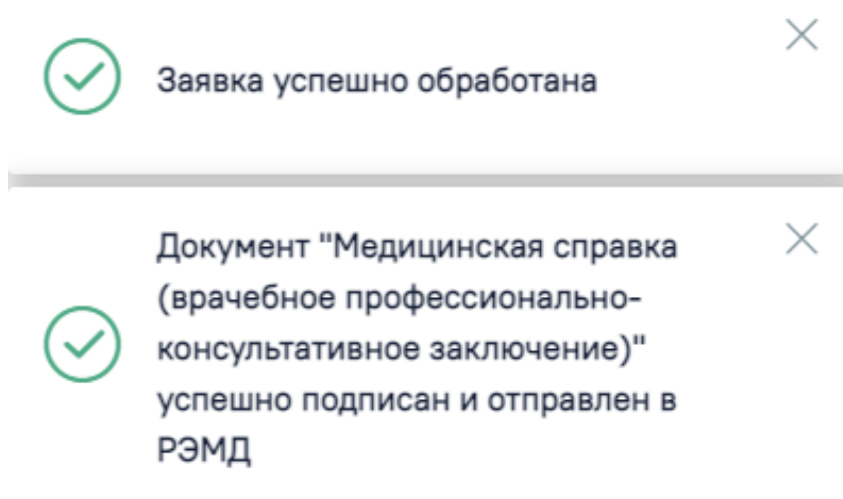 Заявка успешно обработана
Документ "Медицинская справка
(врачебное профессионально-
консультативное заключение)"
успешно подписан и отправлен в
РЭМД